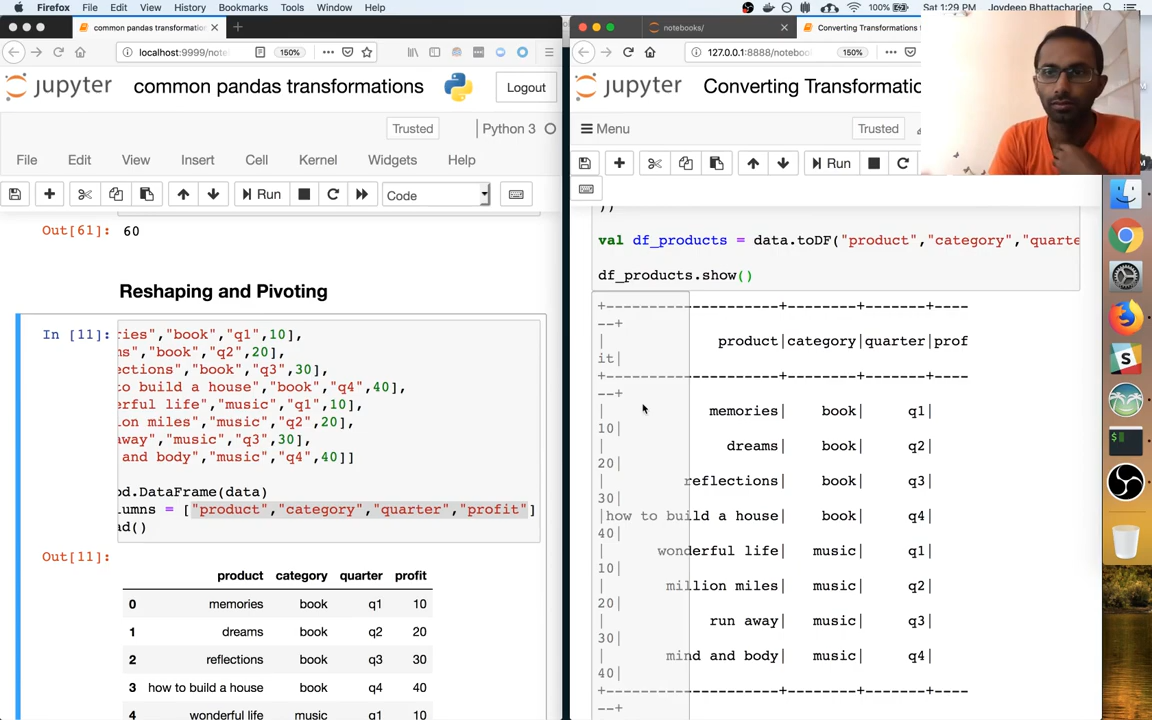 Firefox File Edit View History Bookmarks Tools Window Help 100% Sat 1:29 PM Joydeep Bhattacharjee
common pandas transformation
localhost:9999/note 150%
jupyter common pandas transformations Logout
Trusted Python 3
File Edit View Insert Cell Kernel Widgets Help
Run Code
Out[61]: 60
Reshaping and Pivoting
In [11]: ries","book","q1",10],
ms","book","q2",20],
ections","book","q3",30],
to build a house","book","q4",40],
erful life","music","q1",10],
on miles","music","q2",20],
away","music","q3",30],
and body","music","q4",40]]
pd.DataFrame(data)
lumns = ["product","category","quarter","profit"]
ad()
Out[11]:
product category quarter profit
0 memories book q1 10
1 dreams book q2 20
2 reflections book q3 30
3 how to build a house book q4 40
4 wonderful life music q1 10
notebooks/
Converting Transformations
127.0.0.1:8888/noteboo 150%
jupyter Converting Transformatio
Menu Trusted
Run
));
val df_products = data.toDF("product","category","quarte
df_products.show()
+--------------------+--------+-------+----
--+
| product|category|quarter|prof
it|
+--------------------+--------+-------+----
--+
| memories| book| q1|
10|
| dreams| book| q2|
20|
| reflections| book| q3|
30|
|how to build a house| book| q4|
40|
| wonderful life| music| q1|
10|
| million miles| music| q2|
20|
| run away| music| q3|
30|
| mind and body| music| q4|
40|
+--------------------+--------+-------+----
--+